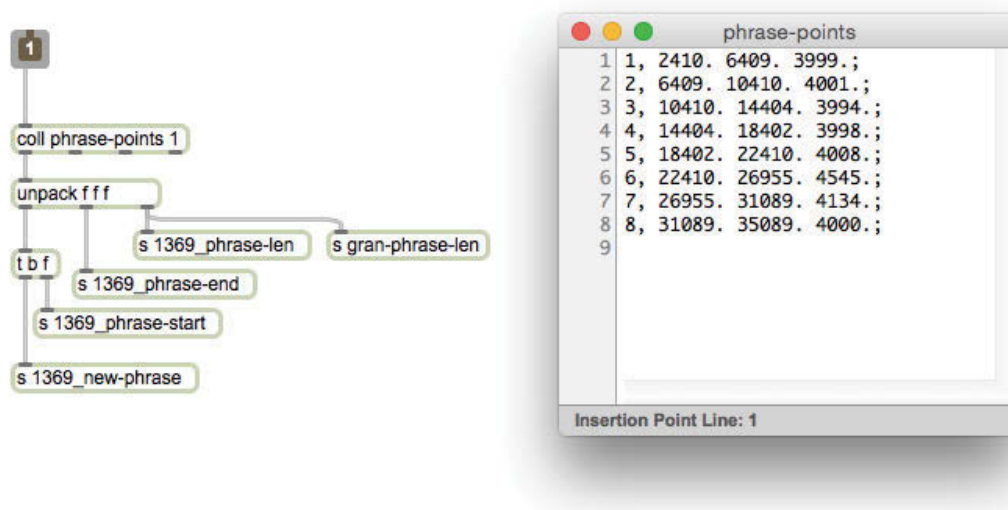 1
coll phrase-points 1
unpack f f f
s 1369_phrase-len
s gran-phrase-len
t b f
s 1369_phrase-end
s 1369_phrase-start
s 1369_new-phrase
phrase-points
1 1, 2410. 6409. 3999.;
2 2, 6409. 10410. 4001.;
3 3, 10410. 14404. 3994.;
4 4, 14404. 18402. 3998.;
5 5, 18402. 22410. 4008.;
6 6, 22410. 26955. 4545.;
7 7, 26955. 31089. 4134.;
8 8, 31089. 35089. 4000.;
9
Insertion Point Line: 1